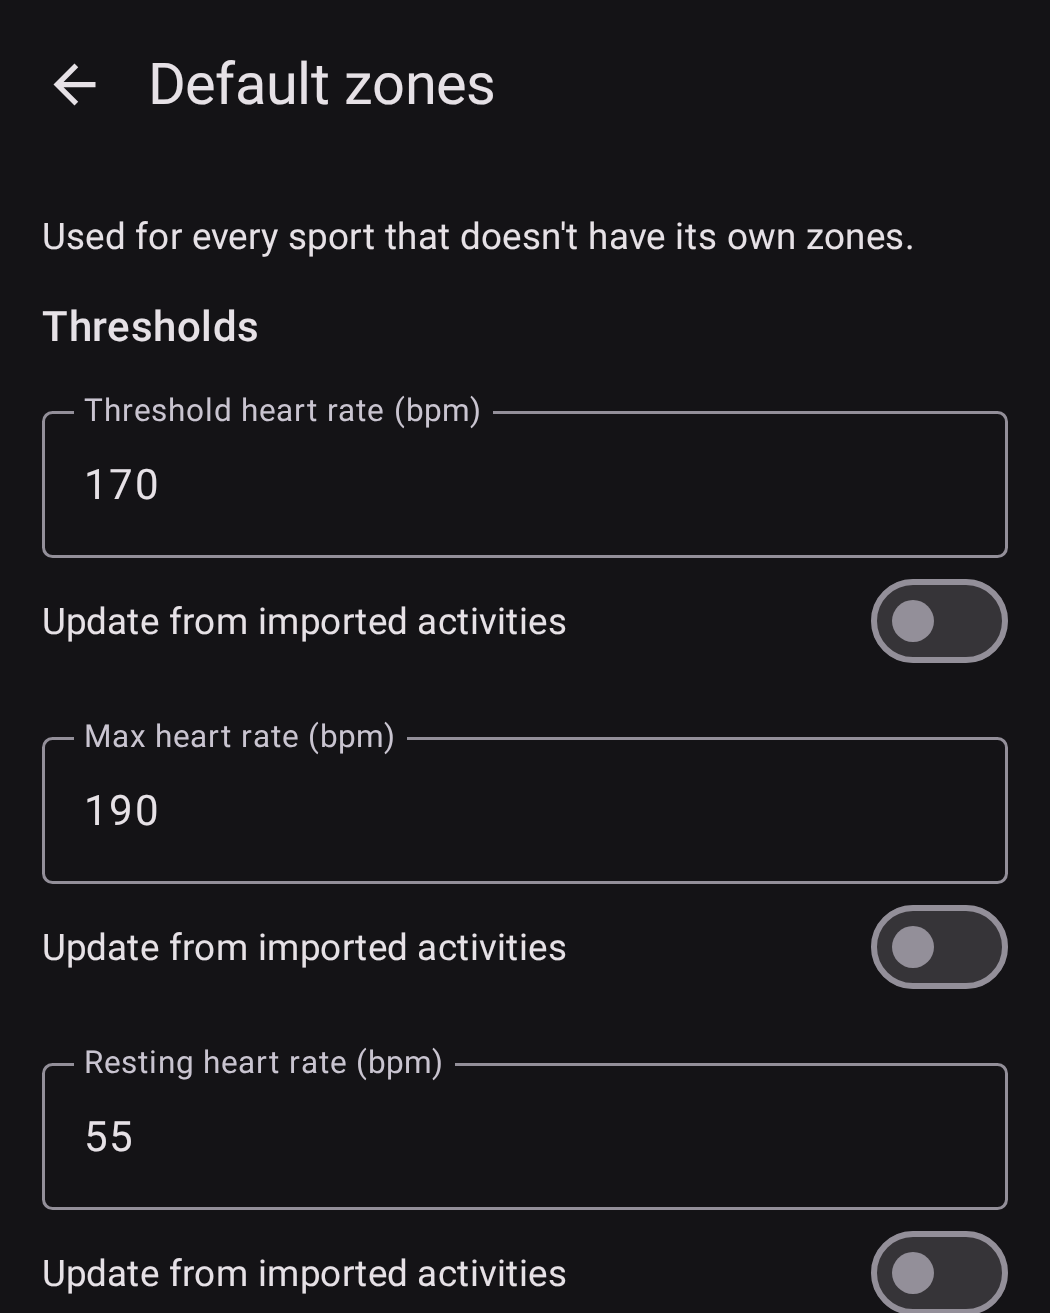 Default zones
Used for every sport that doesn't have its own zones.
Thresholds
Threshold heart rate (bpm)
170
Update from imported activities
Max heart rate (bpm)
190
Update from imported activities
Resting heart rate (bpm)
55
Update from imported activities